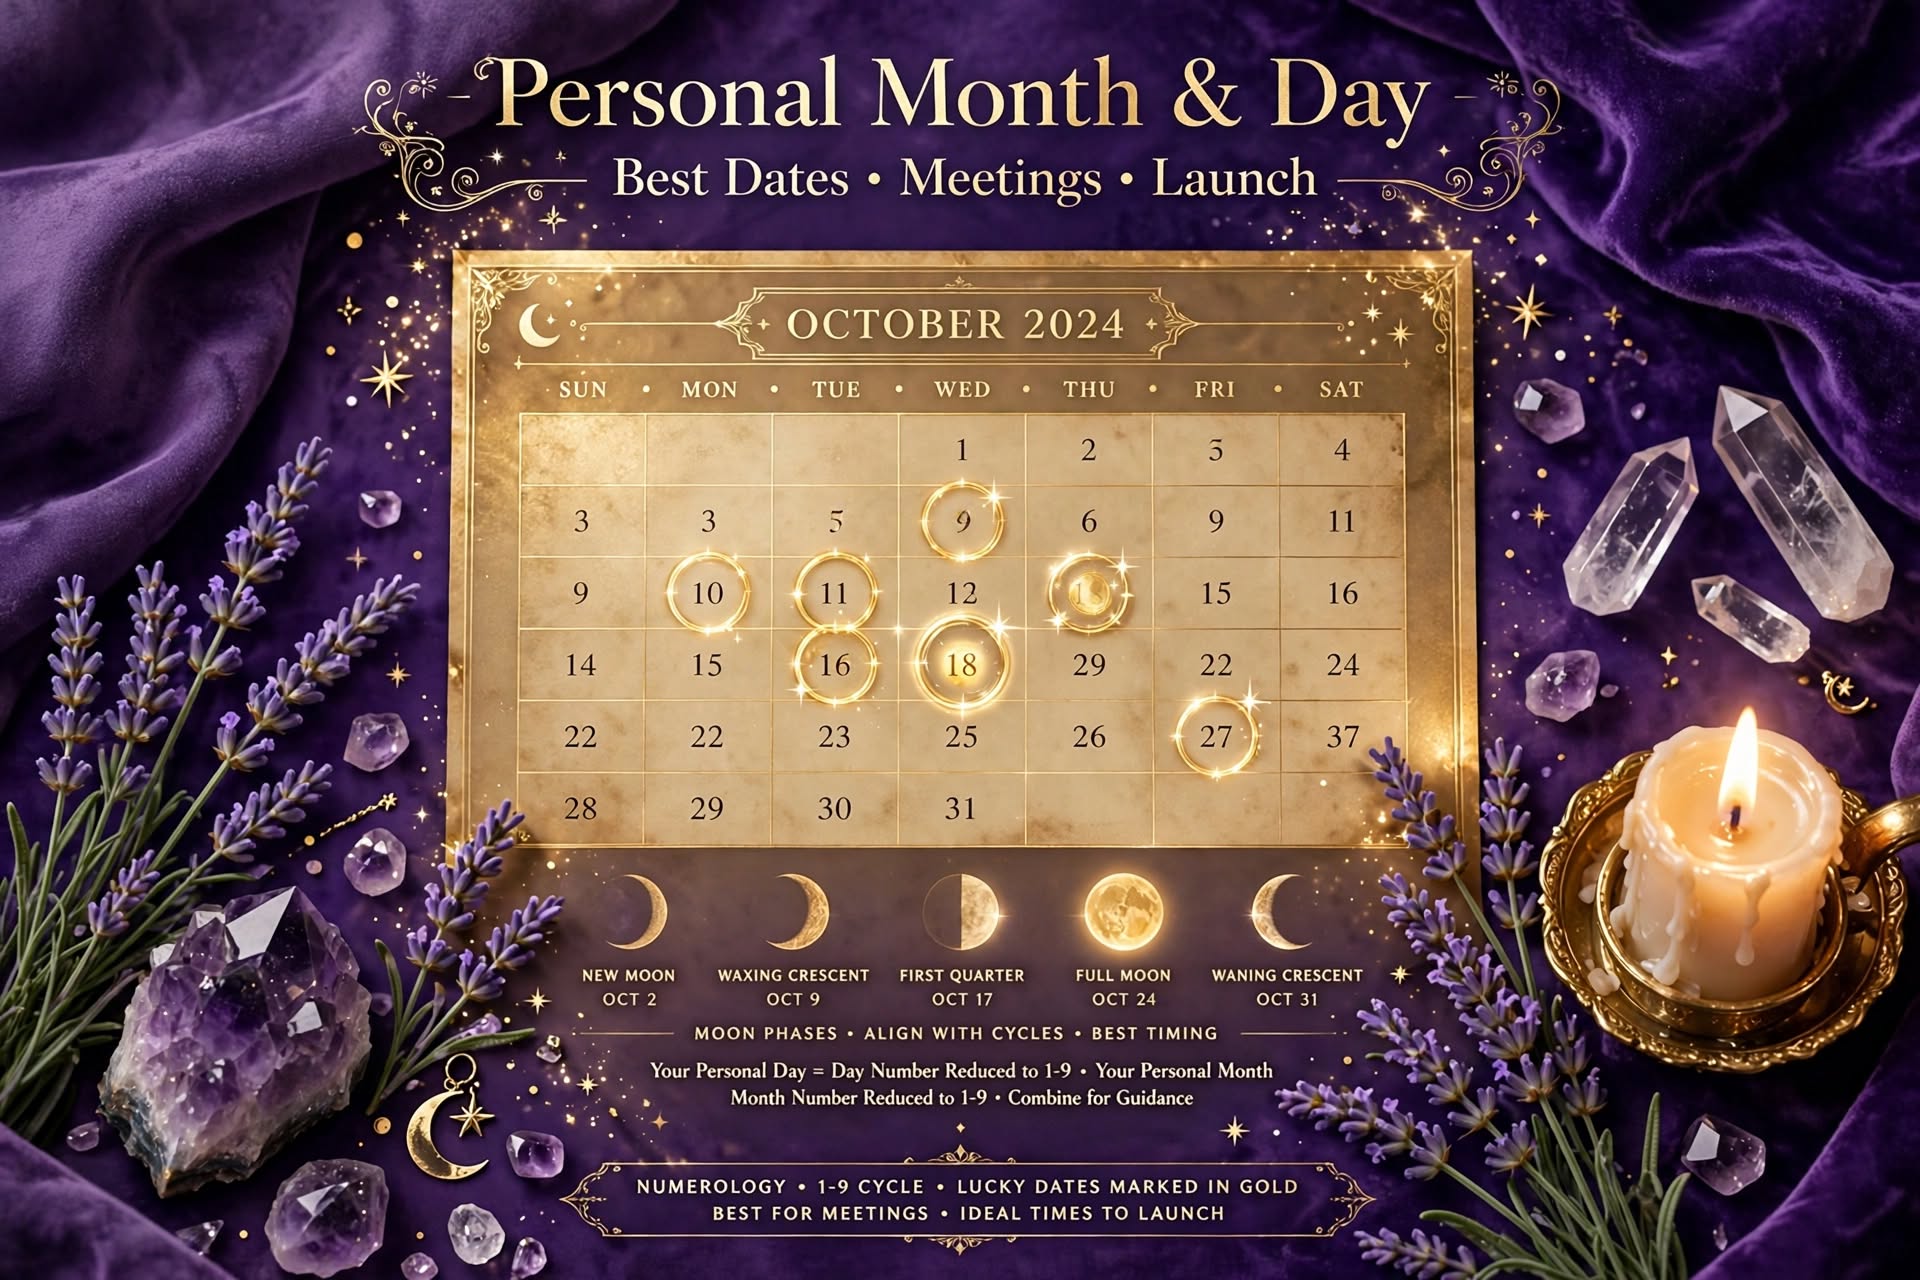 Personal Month & Day
Best Dates • Meetings • Launch
OCTOBER 2024
SUN • MON • TUE • WED • THU • FRI • SAT
1 2 3 4
3 3 5 9 6 9 11
9 10 11 12 15 16
14 15 16 18 29 22 24
22 22 23 25 26 27 37
28 29 30 31
NEW MOON WAXING CRESCENT FIRST QUARTER FULL MOON WANING CRESCENT
OCT 2 OCT 9 OCT 17 OCT 24 OCT 31
MOON PHASES • ALIGN WITH CYCLES • BEST TIMING
Your Personal Day = Day Number Reduced to 1-9 • Your Personal Month
Month Number Reduced to 1-9 • Combine for Guidance
NUMEROLOGY • 1-9 CYCLE • LUCKY DATES MARKED IN GOLD
BEST FOR MEETINGS • IDEAL TIMES TO LAUNCH